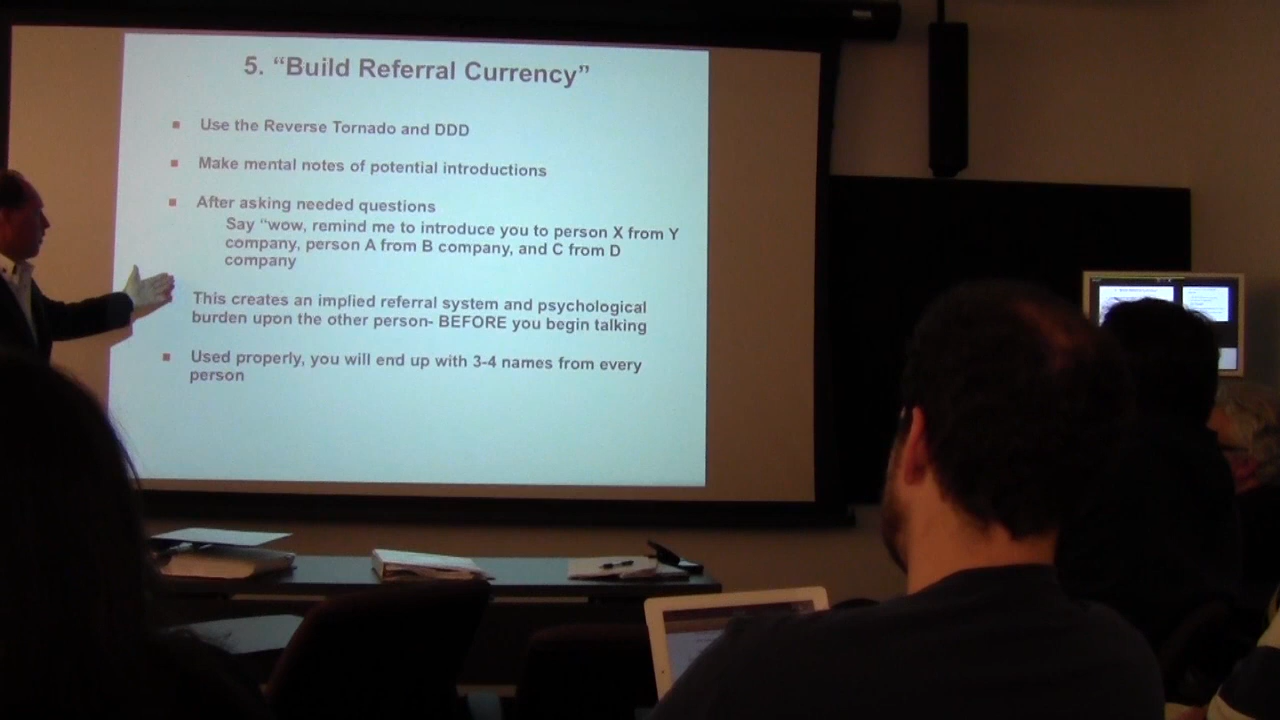 5. “Build Referral Currency”
Use the Reverse Tornado and DDD
Make mental notes of potential introductions
After asking needed questions
Say “wow, remind me to introduce you to person X from Y
company, person A from B company, and C from D
company
This creates an implied referral system and psychological
burden upon the other person- BEFORE you begin talking
Used properly, you will end up with 3-4 names from every
person